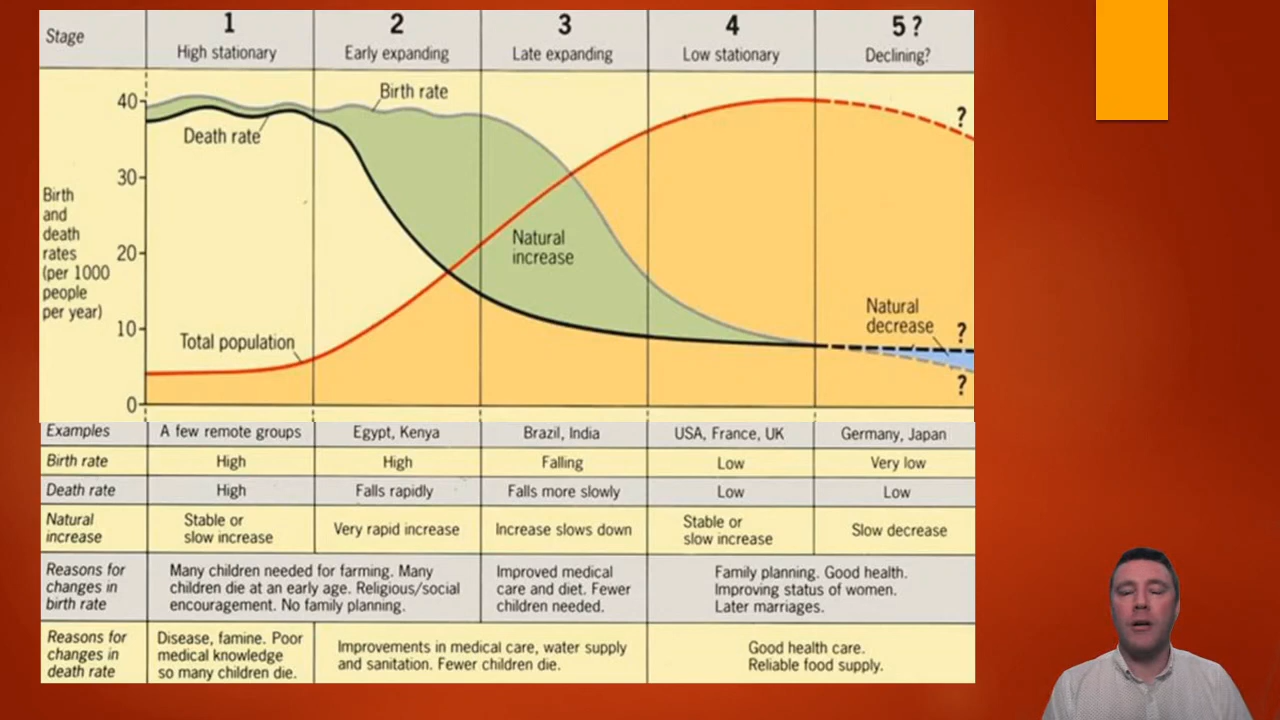 Stage
1
High stationary
2
Early expanding
3
Late expanding
4
Low stationary
5?
Declining?
Birth
and
death
rates
(per 1000
people
per year)
40
30
20
10
0
Birth rate
Death rate
Natural
increase
Total population
Natural
decrease
?
?
?
Examples
A few remote groups
Egypt, Kenya
Brazil, India
USA, France, UK
Germany, Japan
Birth rate
High
High
Falling
Low
Very low
Death rate
High
Falls rapidly
Falls more slowly
Low
Low
Natural
increase
Stable or
slow increase
Very rapid increase
Increase slows down
Stable or
slow increase
Slow decrease
Reasons for
changes in
birth rate
Many children needed for farming. Many
children die at an early age. Religious/social
encouragement. No family planning.
Improved medical
care and diet. Fewer
children needed.
Family planning. Good health.
Improving status of women.
Later marriages.
Reasons for
changes in
death rate
Disease, famine. Poor
medical knowledge
so many children die.
Improvements in medical care, water supply
and sanitation. Fewer children die.
Good health care.
Reliable food supply.